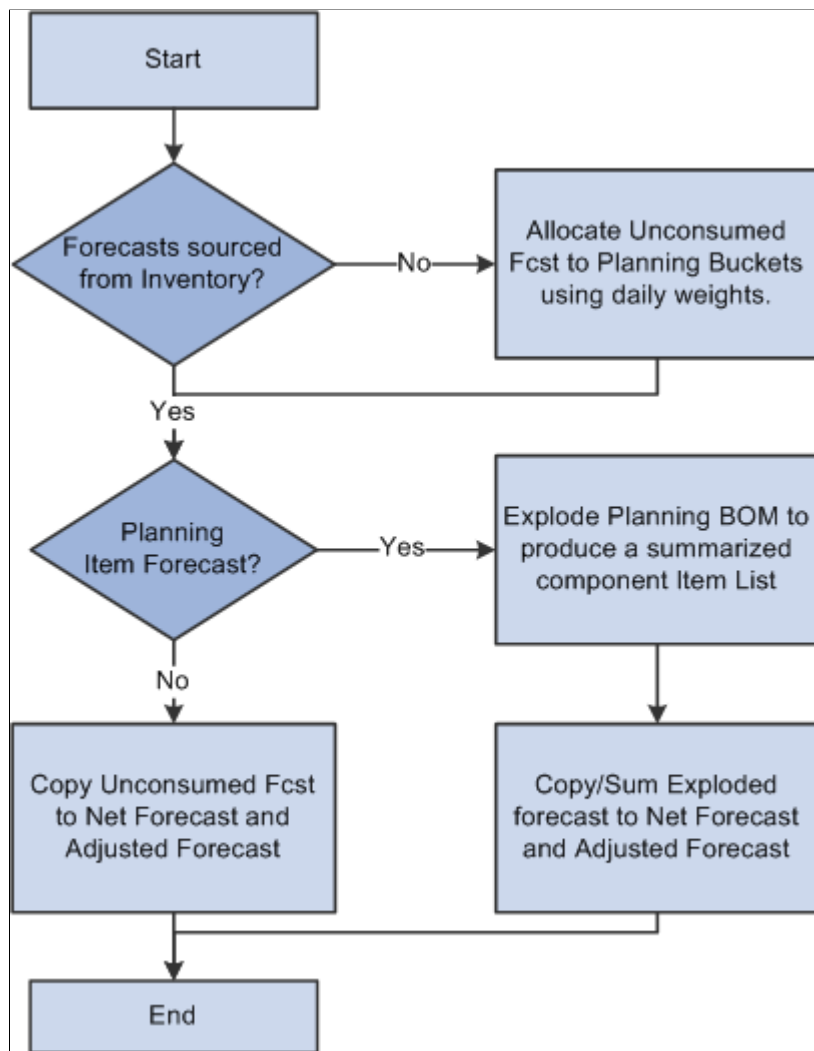 Start
Forecasts sourced
from Inventory?
No
Allocate Unconsumed
Fcst to Planning Buckets
using daily weights.
Yes
Planning
Item Forecast?
Yes
Explode Planning BOM to
produce a summarized
component Item List
No
Copy Unconsumed Fcst
to Net Forecast and
Adjusted Forecast
Copy/Sum Exploded
forecast to Net Forecast
and Adjusted Forecast
End